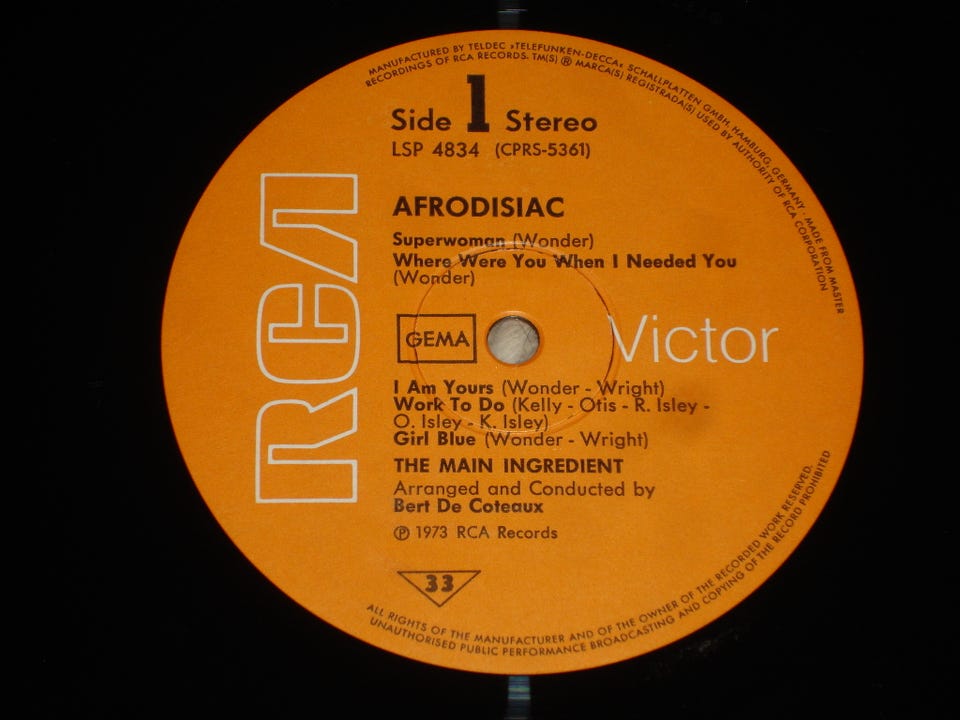 MANUFACTURED BY TELDEC »TELEFUNKEN-DECCA« SCHALLPLATTEN GMBH, HAMBURG, GERMANY · MADE FROM MASTER
RECORDINGS OF RCA RECORDS. TM(S) ® MARCA(S) REGISTRADA(S) USED BY AUTHORITY OF RCA CORPORATION
Side 1 Stereo
LSP 4834 (CPRS-5361)
RCA
AFRODISIAC
Superwoman (Wonder)
Where Were You When I Needed You
(Wonder)
GEMA
Victor
I Am Yours (Wonder - Wright)
Work To Do (Kelly - Otis - R. Isley -
O. Isley - K. Isley)
Girl Blue (Wonder - Wright)
THE MAIN INGREDIENT
Arranged and Conducted by
Bert De Coteaux
℗ 1973 RCA Records
33
ALL RIGHTS OF THE MANUFACTURER AND OF THE OWNER OF THE RECORDED WORK RESERVED.
UNAUTHORISED PUBLIC PERFORMANCE BROADCASTING AND COPYING OF THE RECORD PROHIBITED